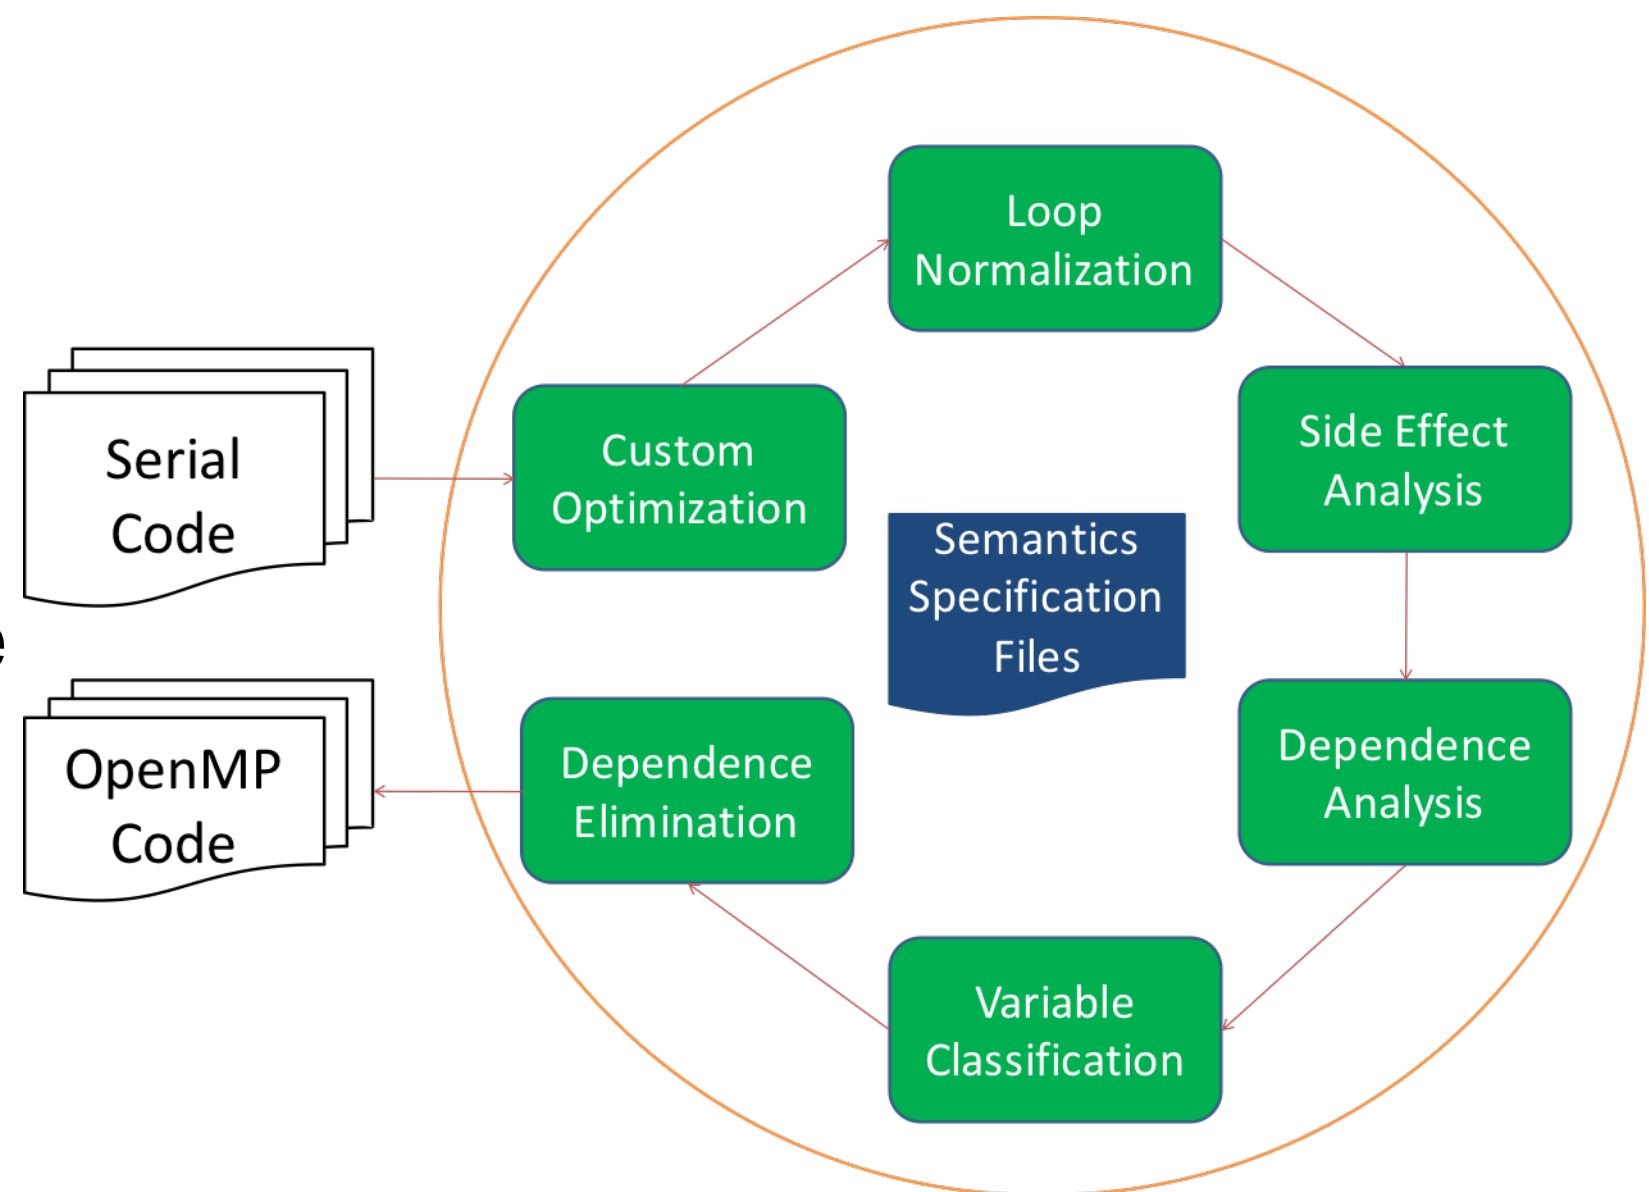 Loop
Normalization
Serial
Code
Custom
Optimization
Side Effect
Analysis
Semantics
Specification
Files
e
OpenMP
Code
Dependence
Elimination
Dependence
Analysis
Variable
Classification